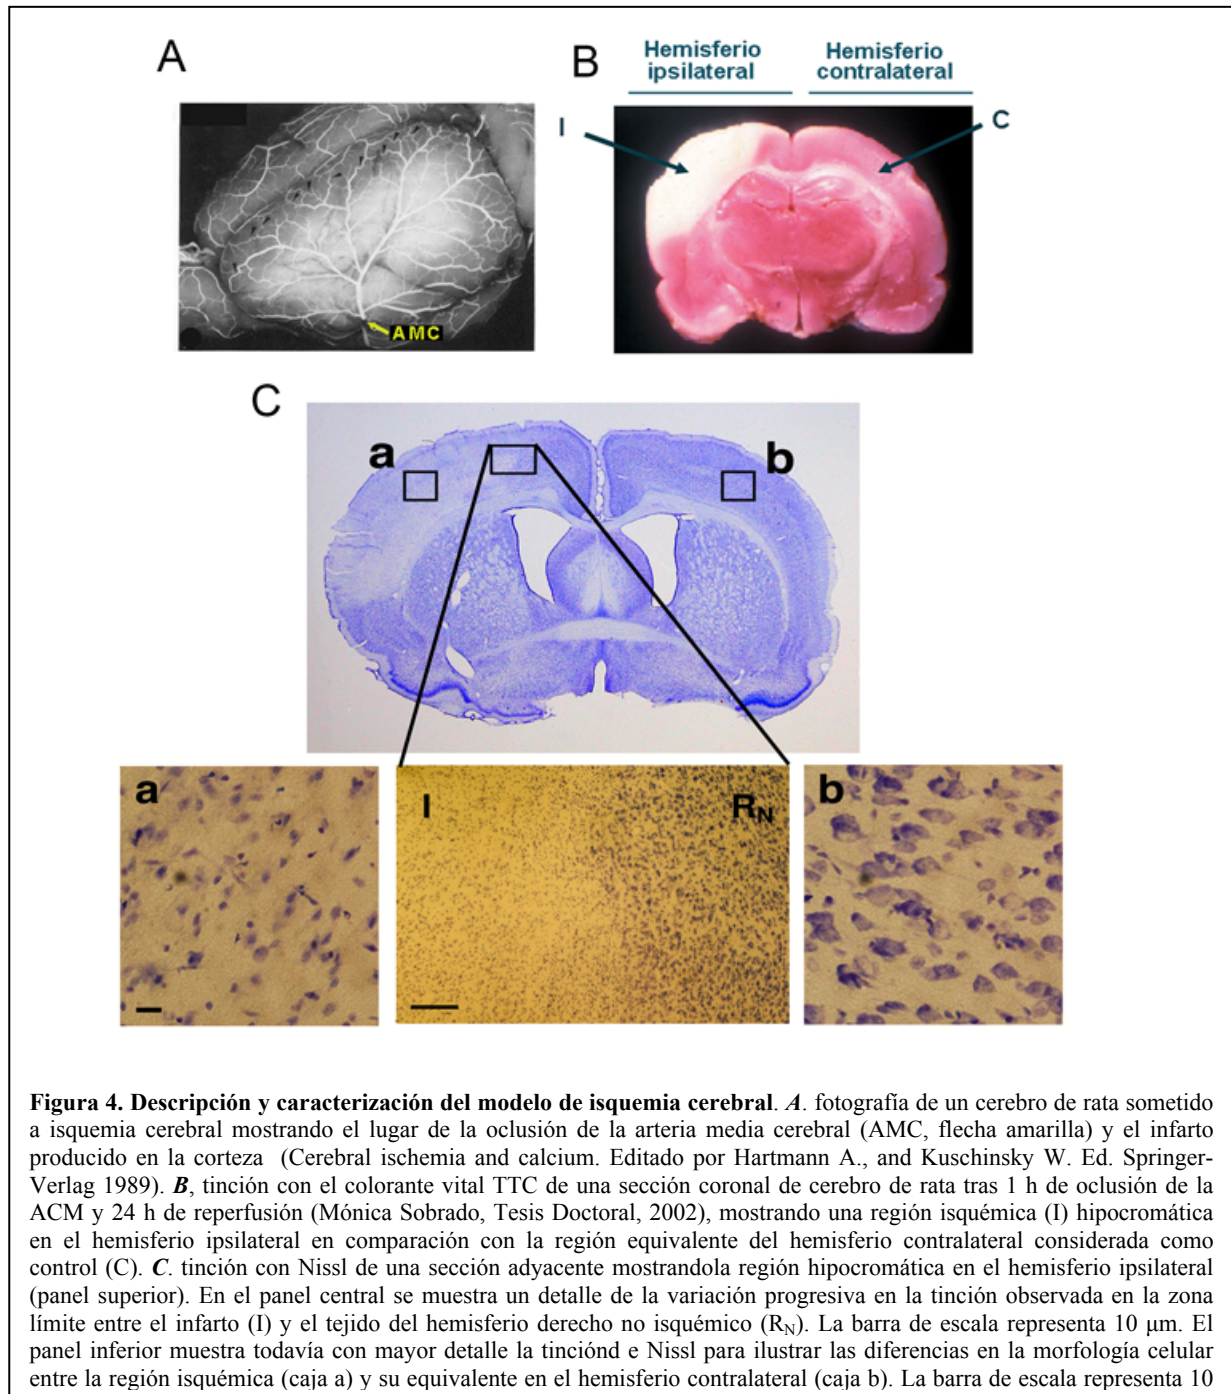 A
B
Hemisferio
ipsilateral
Hemisferio
contralateral
I
C
AMC
C
a
b
a
I
R_N
b
Figura 4. Descripción y caracterización del modelo de isquemia cerebral. A. fotografía de un cerebro de rata sometido
a isquemia cerebral mostrando el lugar de la oclusión de la arteria media cerebral (AMC, flecha amarilla) y el infarto
producido en la corteza (Cerebral ischemia and calcium. Editado por Hartmann A., and Kuschinsky W. Ed. Springer-
Verlag 1989). B, tinción con el colorante vital TTC de una sección coronal de cerebro de rata tras 1 h de oclusión de la
ACM y 24 h de reperfusión (Mónica Sobrado, Tesis Doctoral, 2002), mostrando una región isquémica (I) hipocromática
en el hemisferio ipsilateral en comparación con la región equivalente del hemisferio contralateral considerada como
control (C). C. tinción con Nissl de una sección adyacente mostrandola región hipocromática en el hemisferio ipsilateral
(panel superior). En el panel central se muestra un detalle de la variación progresiva en la tinción observada en la zona
límite entre el infarto (I) y el tejido del hemisferio derecho no isquémico (R_N). La barra de escala representa 10 μm. El
panel inferior muestra todavía con mayor detalle la tinciónd e Nissl para ilustrar las diferencias en la morfología celular
entre la región isquémica (caja a) y su equivalente en el hemisferio contralateral (caja b). La barra de escala representa 10